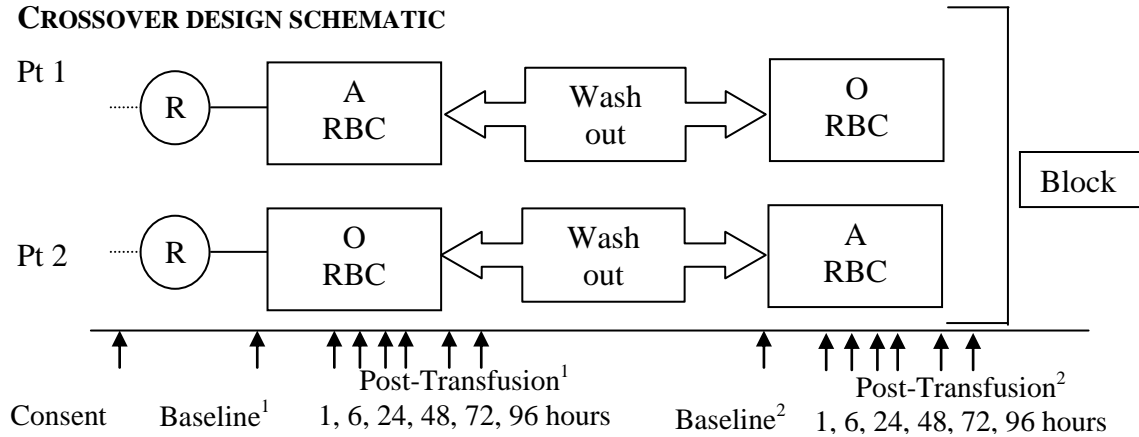 CROSSOVER DESIGN SCHEMATIC
Pt 1
R
A
RBC
Wash
out
O
RBC
Block
Pt 2
R
O
RBC
Wash
out
A
RBC
Consent
Baseline¹
Post-Transfusion¹
1, 6, 24, 48, 72, 96 hours
Baseline²
Post-Transfusion²
1, 6, 24, 48, 72, 96 hours